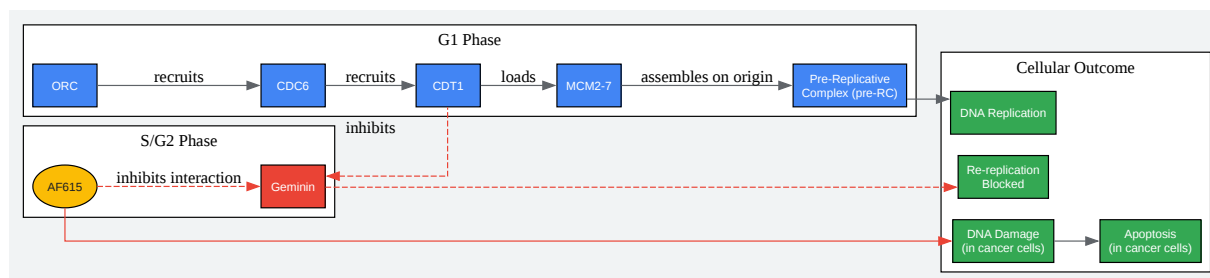 G1 Phase
ORC
recruits
CDC6
recruits
CDT1
loads
MCM2-7
assembles on origin
Pre-Replicative
Complex (pre-RC)
inhibits
S/G2 Phase
AF615
inhibits interaction
Geminin
Cellular Outcome
DNA Replication
Re-replication
Blocked
DNA Damage
(in cancer cells)
Apoptosis
(in cancer cells)